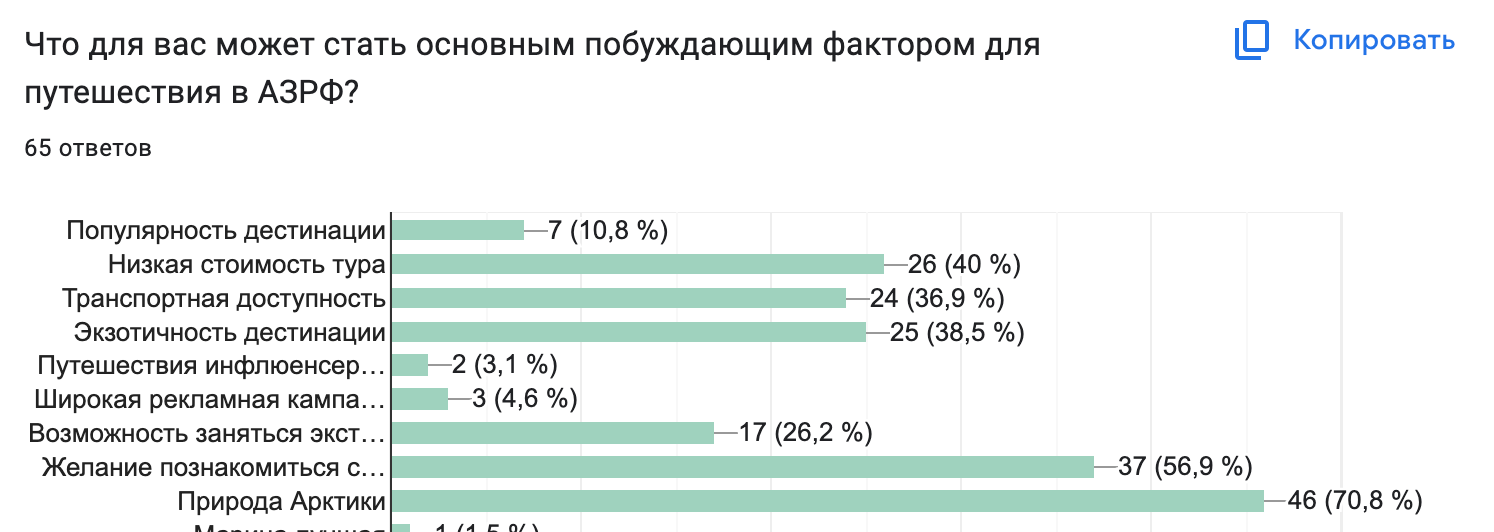 Что для вас может стать основным побуждающим фактором для
путешествия в АЗРФ?
Копировать
65 ответов
Популярность дестинации 7 (10,8 %)
Низкая стоимость тура 26 (40 %)
Транспортная доступность 24 (36,9 %)
Экзотичность дестинации 25 (38,5 %)
Путешествия инфлюенсер… 2 (3,1 %)
Широкая рекламная кампа… 3 (4,6 %)
Возможность заняться экст… 17 (26,2 %)
Желание познакомиться с… 37 (56,9 %)
Природа Арктики 46 (70,8 %)
1 (1,5 %)